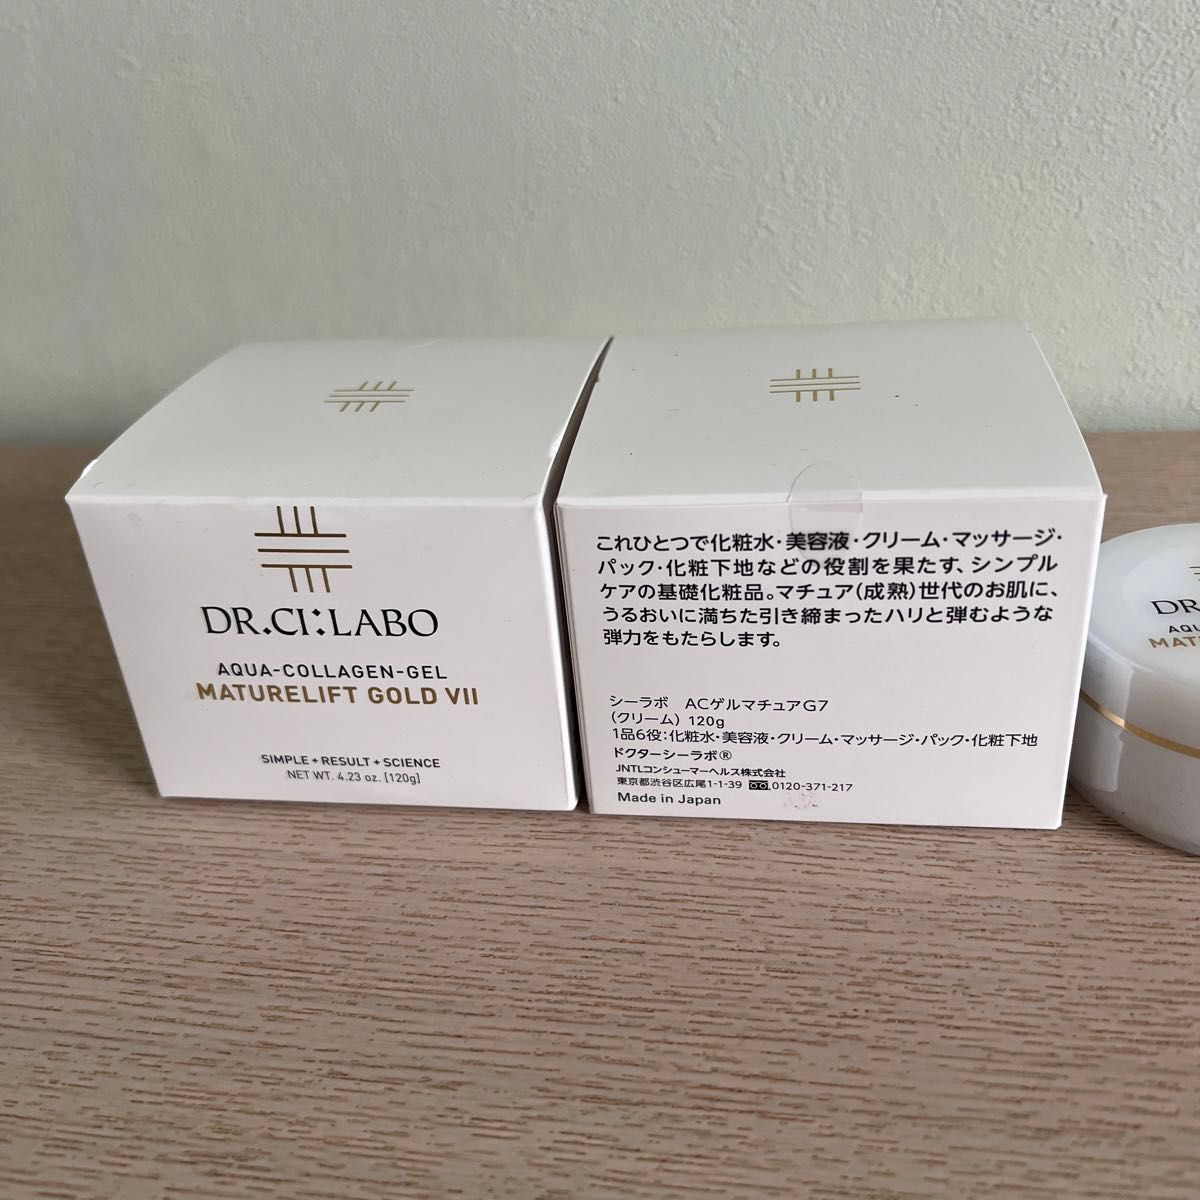 DR.CI:LABO
AQUA-COLLAGEN-GEL
MATURELIFT GOLD VII
SIMPLE+RESULT+SCIENCE
NET WT. 4.23 oz. [120g]
これひとつで化粧水・美容液・クリーム・マッサージ・
パック・化粧下地などの役割を果たす、シンプル
ケアの基礎化粧品。マチュア(成熟)世代のお肌に、
うるおいに満ちた引き締まったハリと弾むような
弾力をもたらします。
シーラボ ACゲルマチュアG7
(クリーム) 120g
1品6役:化粧水・美容液・クリーム・マッサージ・パック・化粧下地
ドクターシーラボ®
JNTLコンシューマーヘルス株式会社
東京都渋谷区広尾1-1-39 0120-371-217
Made in Japan
DR
AQU
MAT